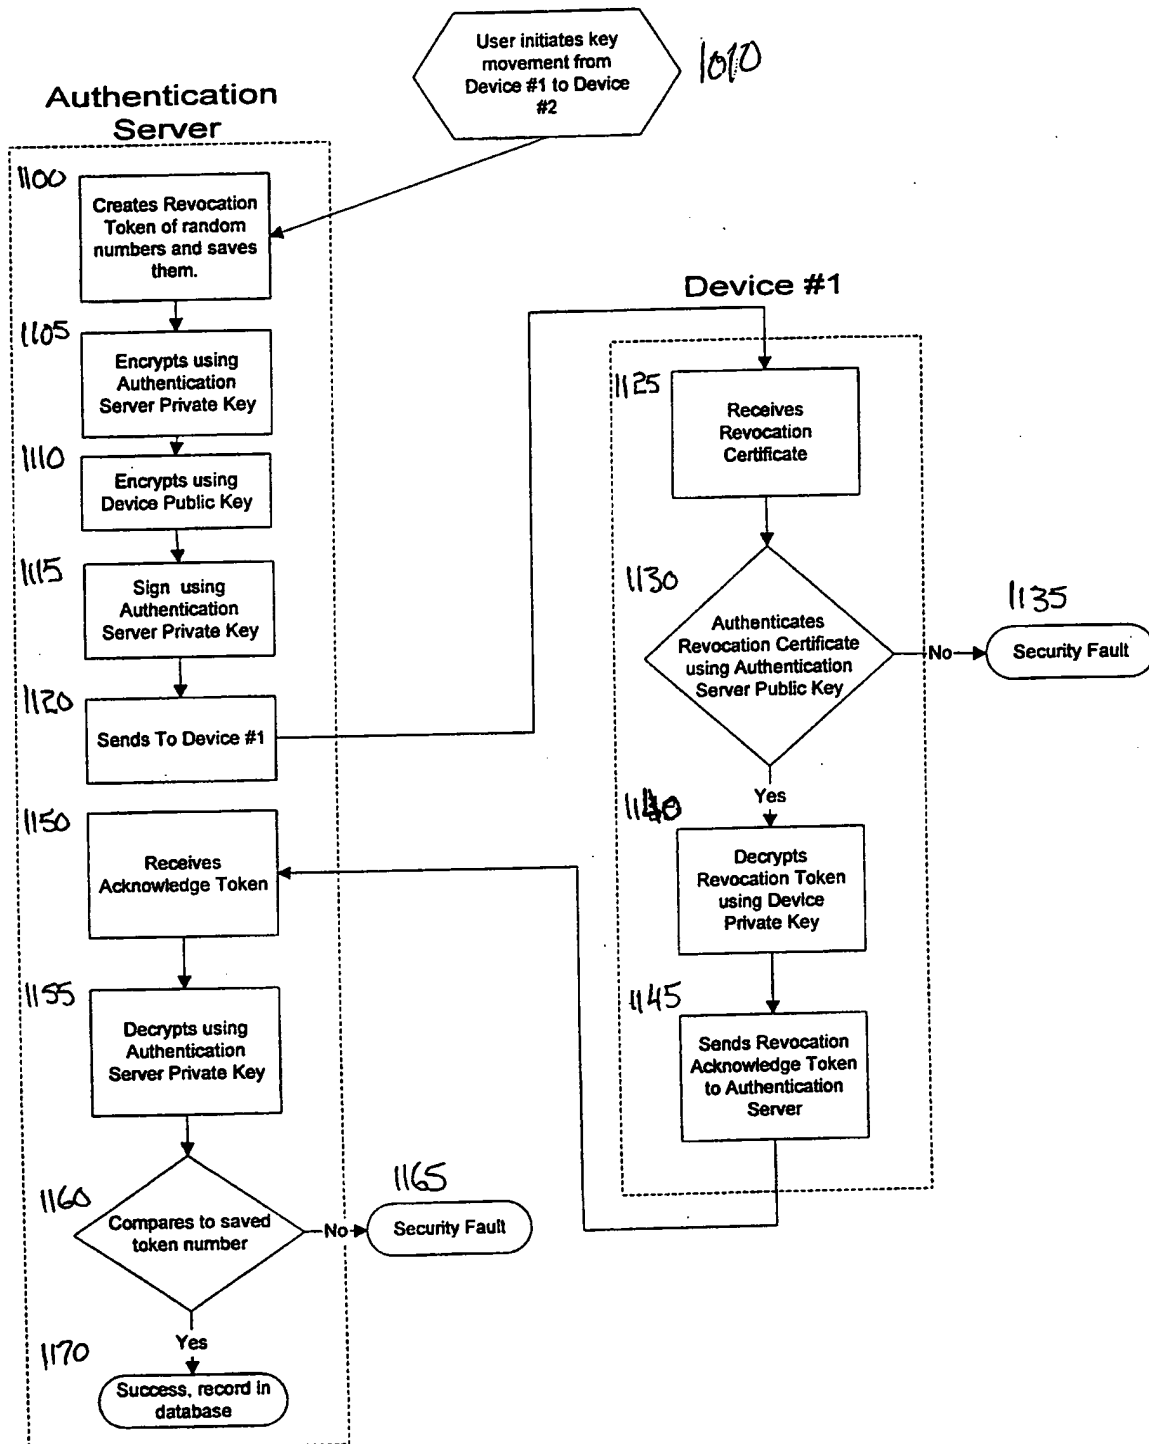 User initiates key
movement from
Device #1 to Device
#2
1010
Authentication
Server
1100
Creates Revocation
Token of random
numbers and saves
them.
1105
Encrypts using
Authentication
Server Private Key
1110
Encrypts using
Device Public Key
1115
Sign using
Authentication
Server Private Key
1120
Sends To Device #1
Device #1
1125
Receives
Revocation
Certificate
1130
Authenticates
Revocation Certificate
using Authentication
Server Public Key
No
1135
Security Fault
Yes
1140
Decrypts
Revocation Token
using Device
Private Key
1145
Sends Revocation
Acknowledge Token
to Authentication
Server
1150
Receives
Acknowledge Token
1155
Decrypts using
Authentication
Server Private Key
1160
Compares to saved
token number
No
1165
Security Fault
Yes
1170
Success, record in
database